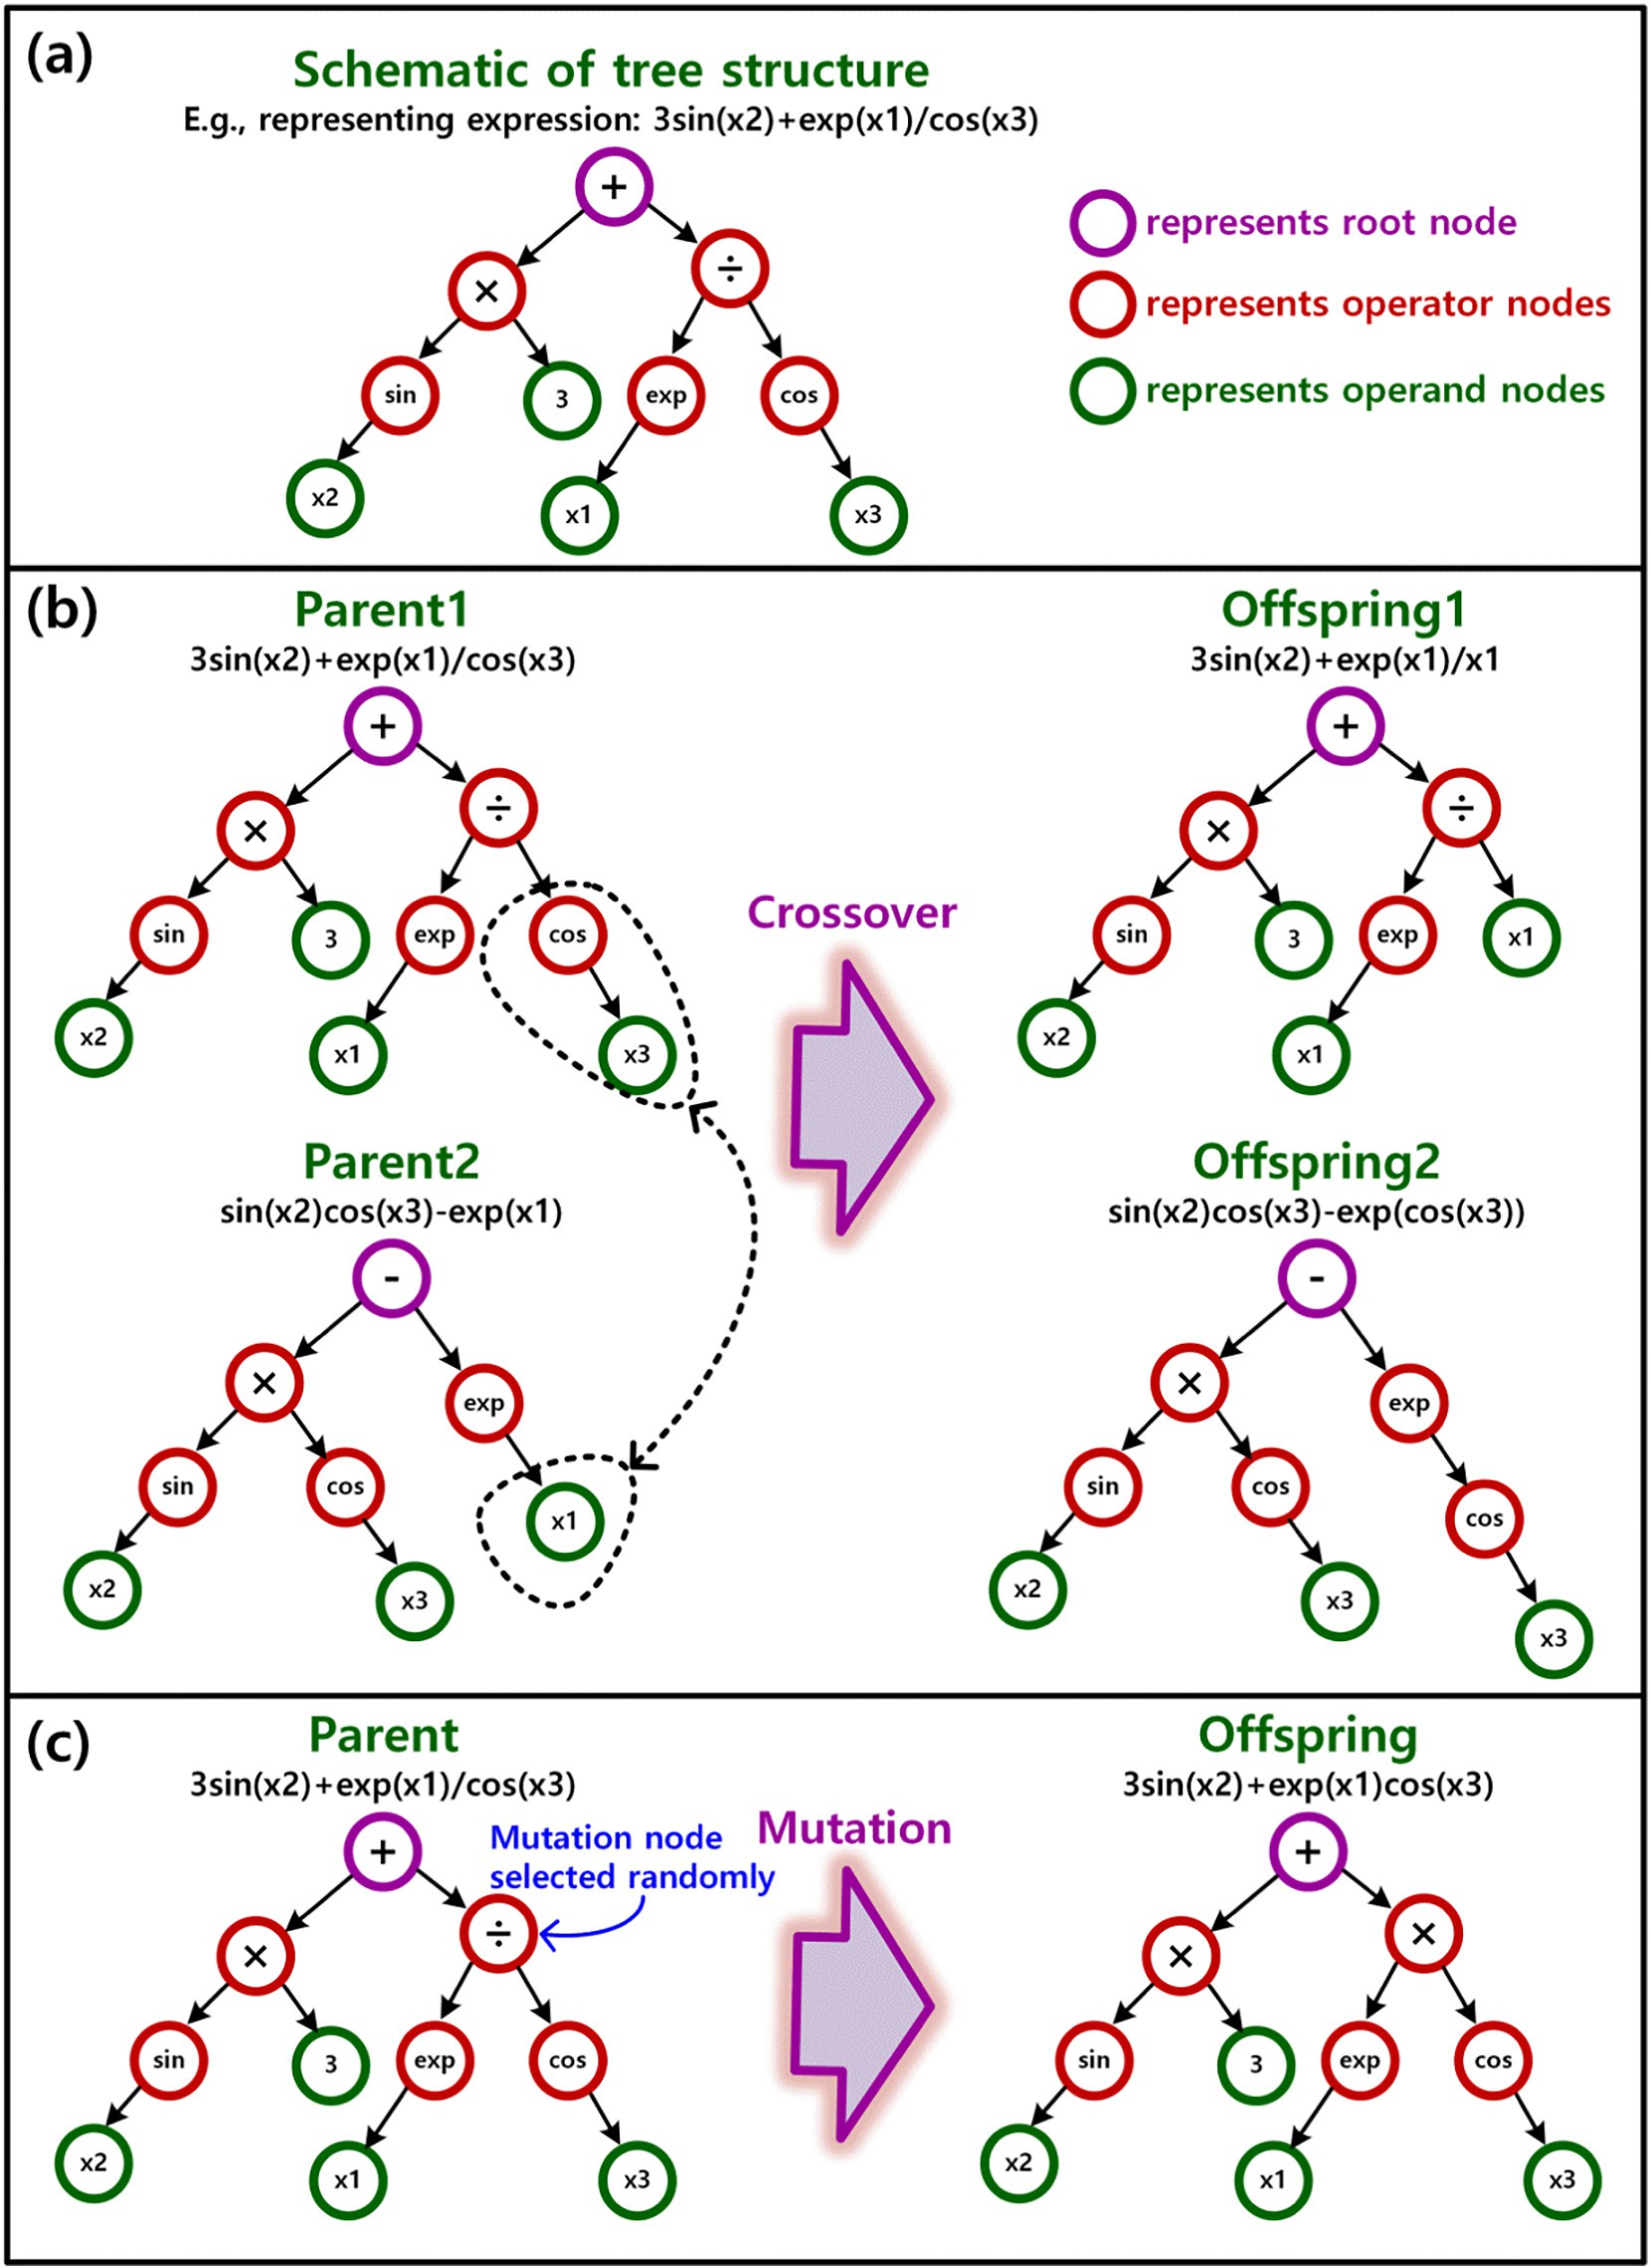 (a)
Schematic of tree structure
E.g., representing expression: 3sin(x2)+exp(x1)/cos(x3)
+
×
÷
sin
3
exp
cos
x2
x1
x3
represents root node
represents operator nodes
represents operand nodes
(b)
Parent1
3sin(x2)+exp(x1)/cos(x3)
+
×
÷
sin
3
exp
cos
x2
x1
x3
Crossover
Offspring1
3sin(x2)+exp(x1)/x1
+
×
÷
sin
3
exp
x1
x2
x1
Parent2
sin(x2)cos(x3)-exp(x1)
-
×
exp
sin
cos
x1
x2
x3
Offspring2
sin(x2)cos(x3)-exp(cos(x3))
-
×
exp
sin
cos
cos
x2
x3
x3
(c)
Parent
3sin(x2)+exp(x1)/cos(x3)
+
Mutation node
selected randomly
×
÷
sin
3
exp
cos
x2
x1
x3
Mutation
Offspring
3sin(x2)+exp(x1)cos(x3)
+
×
×
sin
3
exp
cos
x2
x1
x3